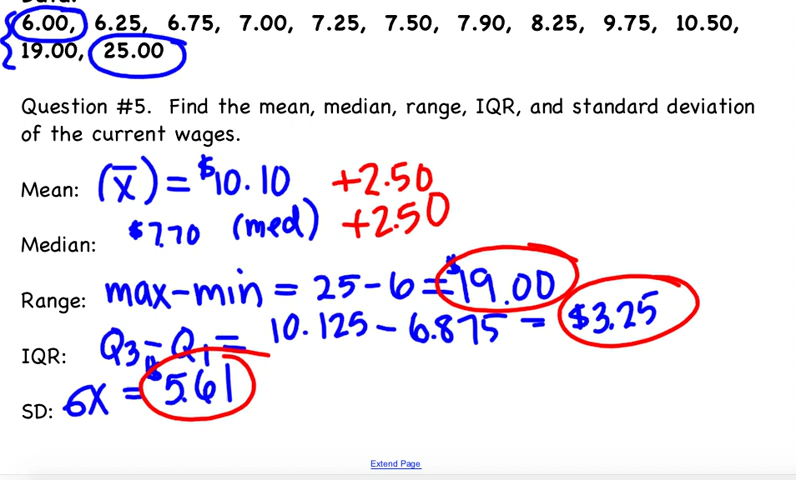 6.00, 6.25, 6.75, 7.00, 7.25, 7.50, 7.90, 8.25, 9.75, 10.50,
19.00, 25.00
Question #5. Find the mean, median, range, IQR, and standard deviation
of the current wages.
Mean: (x̅) = $10.10 +2.50
Median: $7.70 (med) +2.50
Range: max-min = 25-6 = $19.00
IQR: Q3-Q1 = 10.125 - 6.875 = $3.25
SD: σx = $5.61
Extend Page